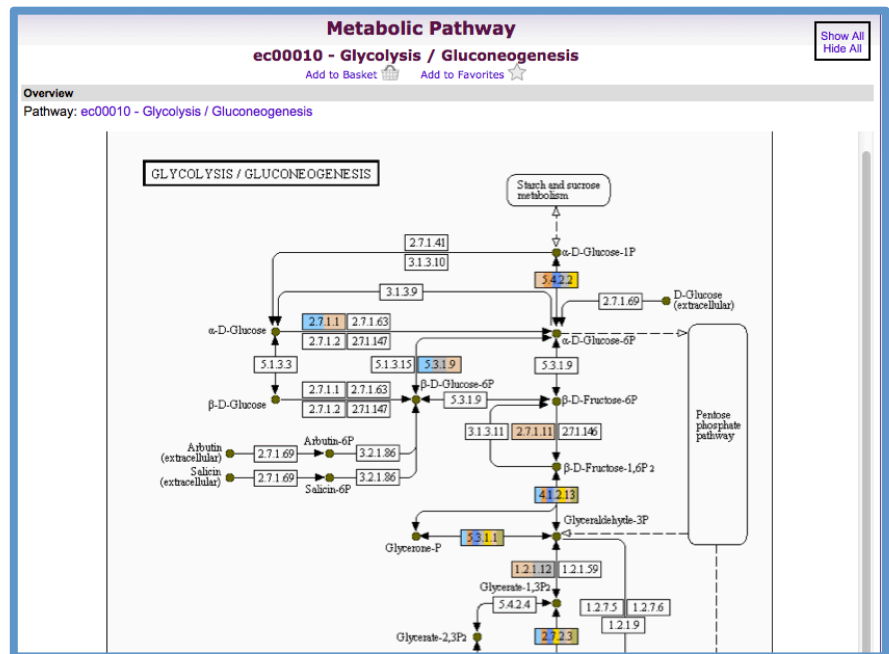 Metabolic Pathway
Show All
Hide All
ec00010 - Glycolysis / Gluconeogenesis
Add to Basket Add to Favorites
Overview
Pathway: ec00010 - Glycolysis / Gluconeogenesis
GLYCOLYSIS / GLUCONEOGENESIS
Starch and sucrose
metabolism
2.7.1.41
3.1.3.10
α-D-Glucose-1P
5.4.2.2
3.1.3.9
2.7.1.69
D-Glucose
(extracellular)
α-D-Glucose
2.7.1.1 2.7.1.63
2.7.1.2 2.7.1.147
α-D-Glucose-6P
5.1.3.3
5.1.3.15 5.3.1.9
5.3.1.9
β-D-Glucose
2.7.1.1 2.7.1.63
2.7.1.2 2.7.1.147
β-D-Glucose-6P
5.3.1.9
β-D-Fructose-6P
Pentose
phosphate
pathway
3.1.3.11 2.7.1.11 2.7.1.146
Arbutin
(extracellular)
2.7.1.69
Arbutin-6P
3.2.1.86
Salicin
(extracellular)
2.7.1.69
Salicin-6P
3.2.1.86
β-D-Fructose-1,6P2
4.1.2.13
Glyceraldehyde-3P
Glycerone-P
5.3.1.1
1.2.1.12 1.2.1.59
Glycerate-1,3P2
5.4.2.4
1.2.7.5 1.2.7.6
1.2.1.9
Glycerate-2,3P2
2.7.2.3